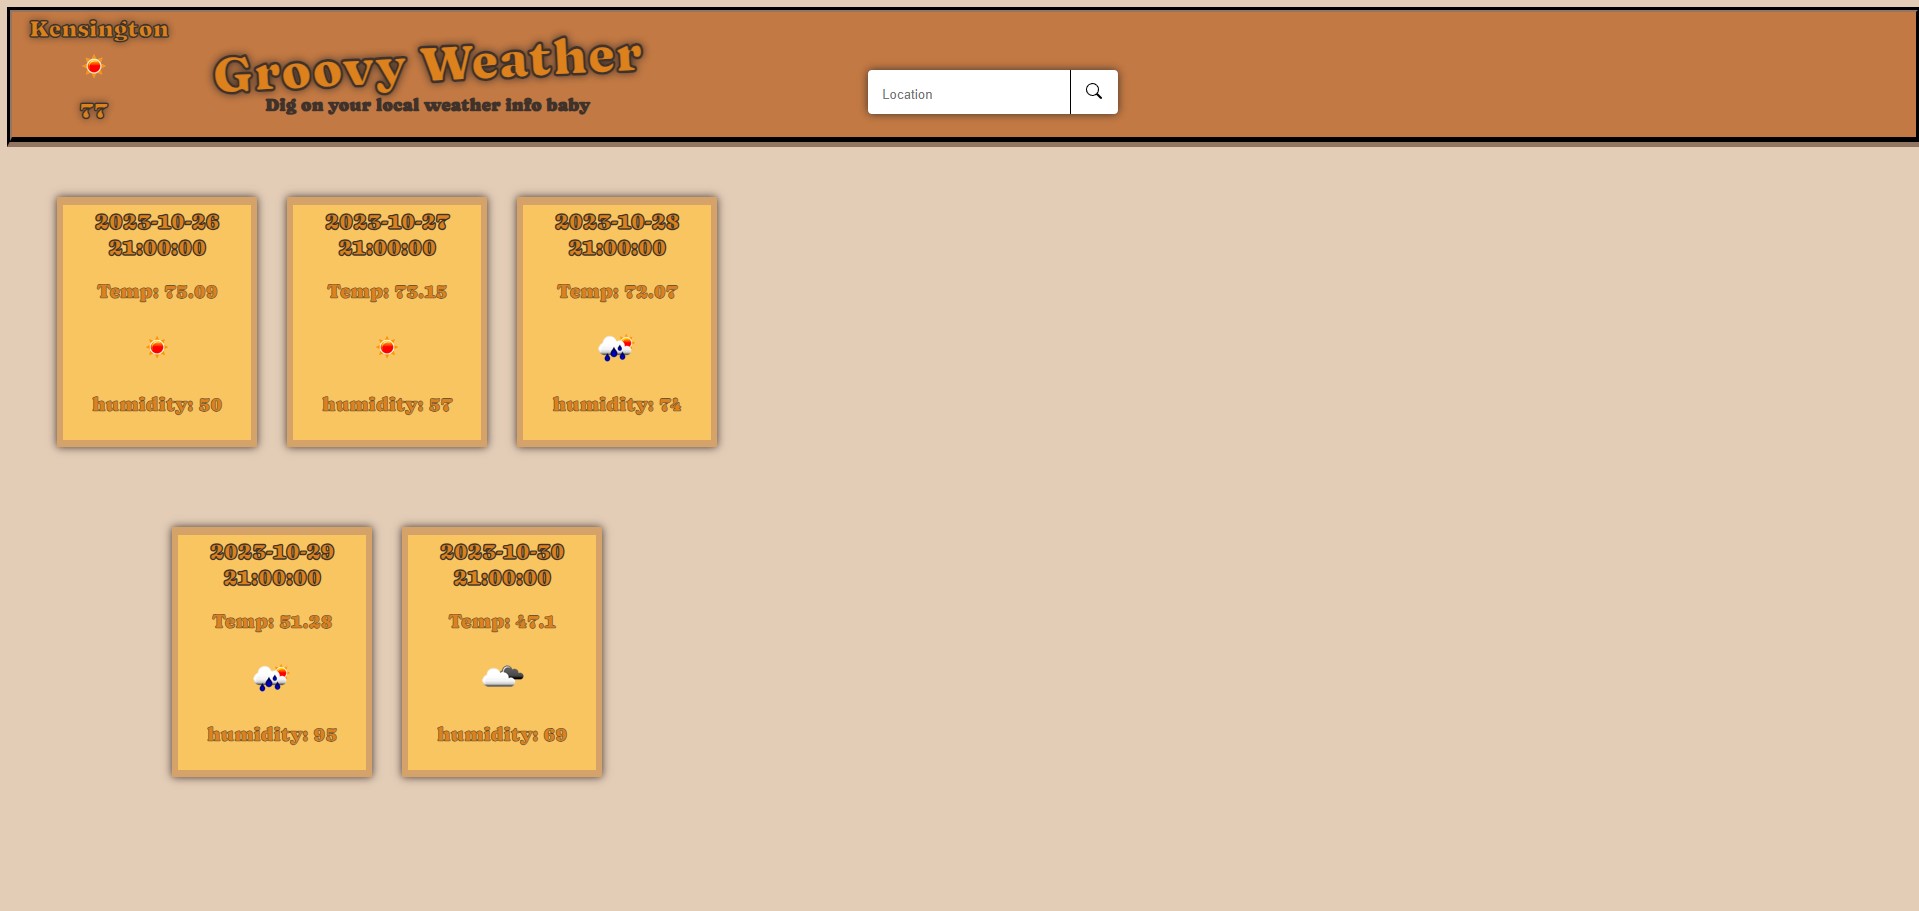 Kensington
77
Groovy Weather
Dig on your local weather info baby
Location
2023-10-26
21:00:00
Temp: 75.09
humidity: 50
2023-10-27
21:00:00
Temp: 73.15
humidity: 57
2023-10-28
21:00:00
Temp: 72.07
humidity: 74
2023-10-29
21:00:00
Temp: 51.28
humidity: 95
2023-10-30
21:00:00
Temp: 47.1
humidity: 69